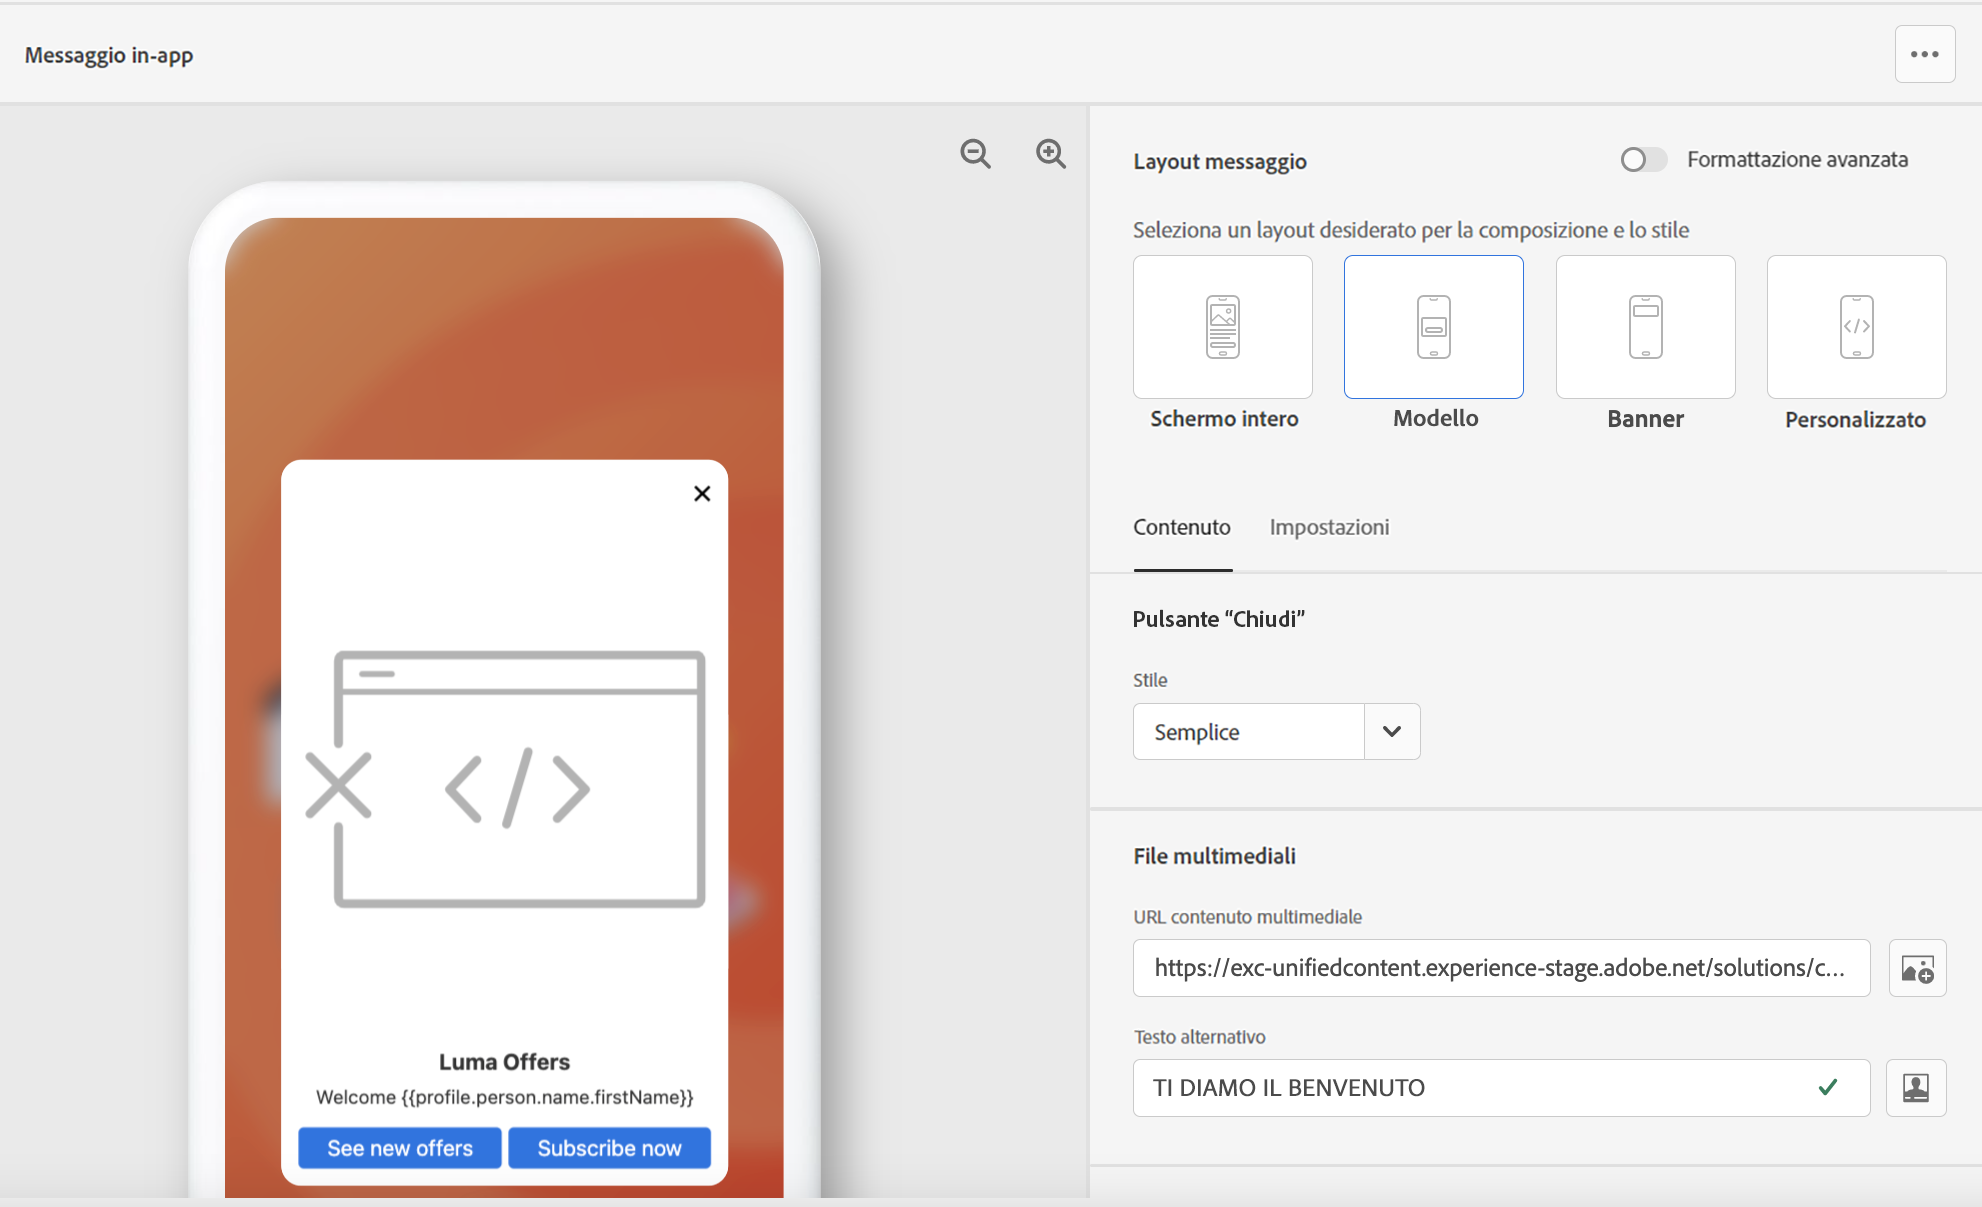 Messaggio in-app
Layout messaggio
Formattazione avanzata
Seleziona un layout desiderato per la composizione e lo stile
Schermo intero
Modello
Banner
Personalizzato
Contenuto
Impostazioni
Pulsante “Chiudi”
Stile
Semplice
File multimediali
URL contenuto multimediale
https://exc-unifiedcontent.experience-stage.adobe.net/solutions/c...
Testo alternativo
TI DIAMO IL BENVENUTO
</>
Luma Offers
Welcome {{profile.person.name.firstName}}
See new offers
Subscribe now